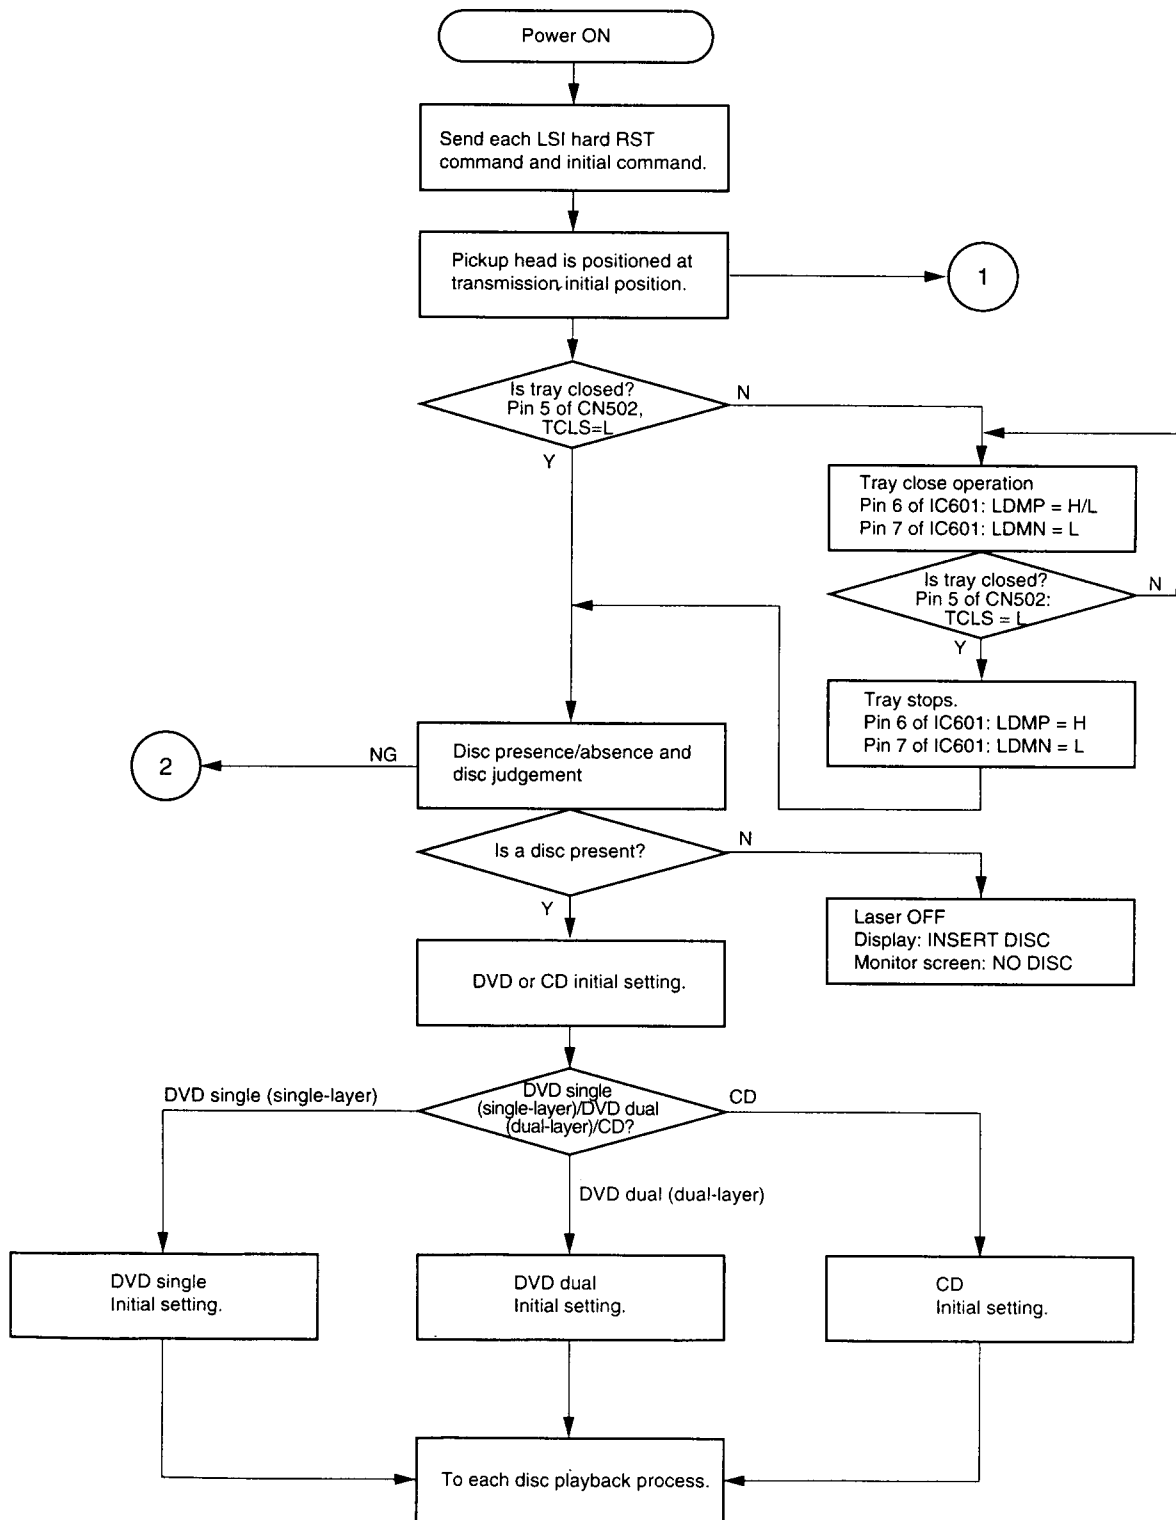 Power ON
Send each LSI hard RST
command and initial command.
Pickup head is positioned at
transmission initial position.
1
Is tray closed?
Pin 5 of CN502,
TCLS=L
N
Y
Tray close operation
Pin 6 of IC601: LDMP = H/L
Pin 7 of IC601: LDMN = L
Is tray closed?
Pin 5 of CN502:
TCLS = L
N
Y
Tray stops.
Pin 6 of IC601: LDMP = H
Pin 7 of IC601: LDMN = L
2
NG
Disc presence/absence and
disc judgement
Is a disc present?
N
Y
Laser OFF
Display: INSERT DISC
Monitor screen: NO DISC
DVD or CD initial setting.
DVD single (single-layer)
DVD single
(single-layer)/DVD dual
(dual-layer)/CD?
CD
DVD dual (dual-layer)
DVD single
Initial setting.
DVD dual
Initial setting.
CD
Initial setting.
To each disc playback process.